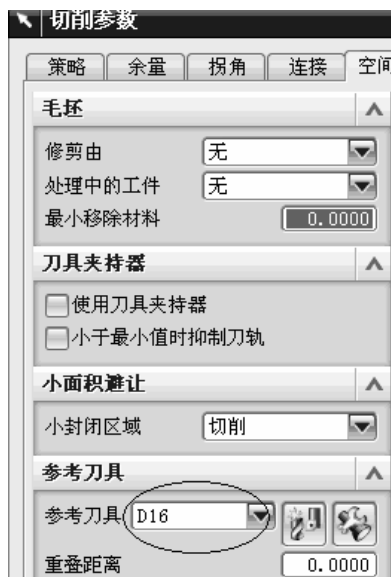 切削参数
策略 余量 拐角 连接 空间
毛坯
修剪由 无
处理中的工件 无
最小移除材料 0.0000
刀具夹持器
使用刀具夹持器
小于最小值时抑制刀轨
小面积避让
小封闭区域 切削
参考刀具
参考刀具 D16
重叠距离 0.0000